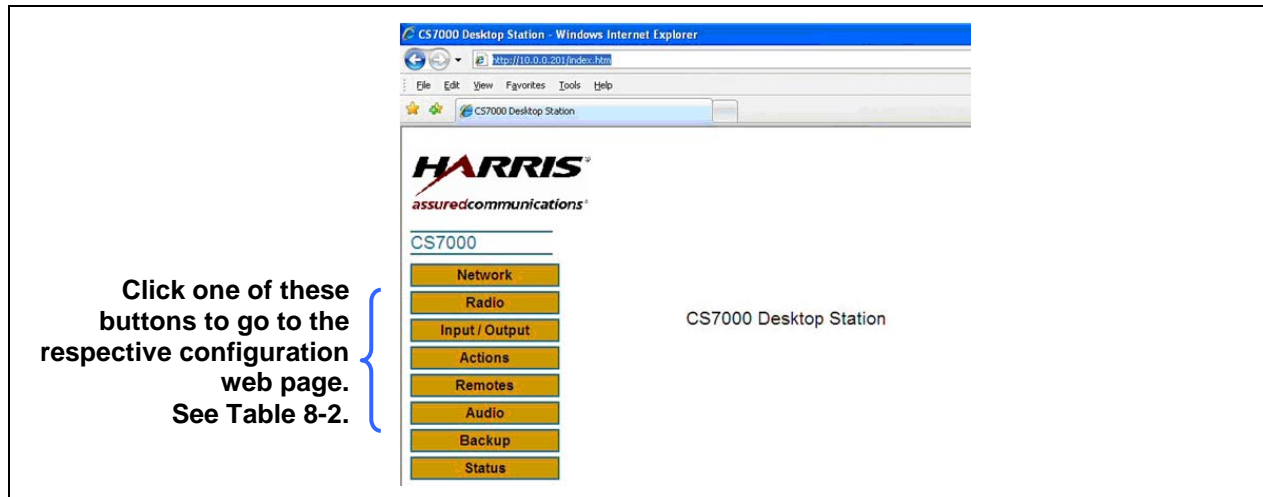 CS7000 Desktop Station - Windows Internet Explorer
http://10.0.0.201/index.htm
File Edit View Favorites Tools Help
CS7000 Desktop Station
HARRIS®
assuredcommunications®
CS7000
Network
Radio
Input / Output
Actions
Remotes
Audio
Backup
Status
Click one of these
buttons to go to the
respective configuration
web page.
See Table 8-2.
CS7000 Desktop Station